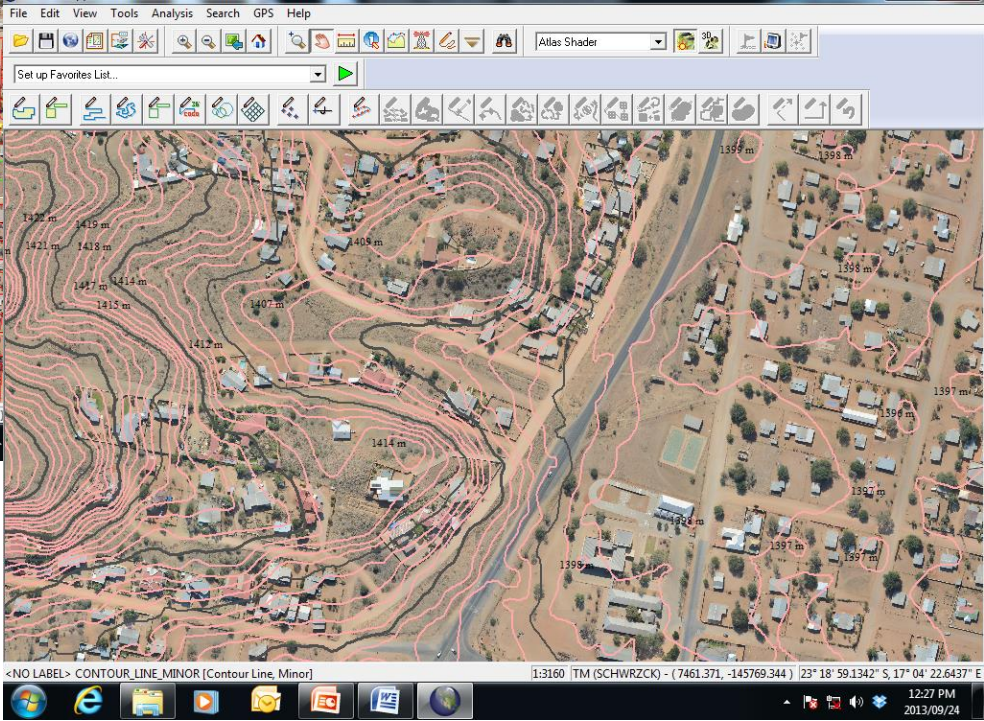 File Edit View Tools Analysis Search GPS Help
Atlas Shader
3D
Set up Favorites List...
1399 m
1398 m
1422 m
1419 m
1421 m
1418 m
1409 m
1398 m
1417 m
1414 m
1415 m
1407 m
1412 m
1397 m
1396 m
1414 m
1397 m
1398 m
1397 m
1397 m
1398 m
<NO LABEL> CONTOUR_LINE_MINOR [Contour Line, Minor] 1:3160 TM (SCHWRZCK) - ( 7461.371, -145769.344 ) 23° 18' 59.1342" S, 17° 04' 22.6437" E
12:27 PM
2013/09/24